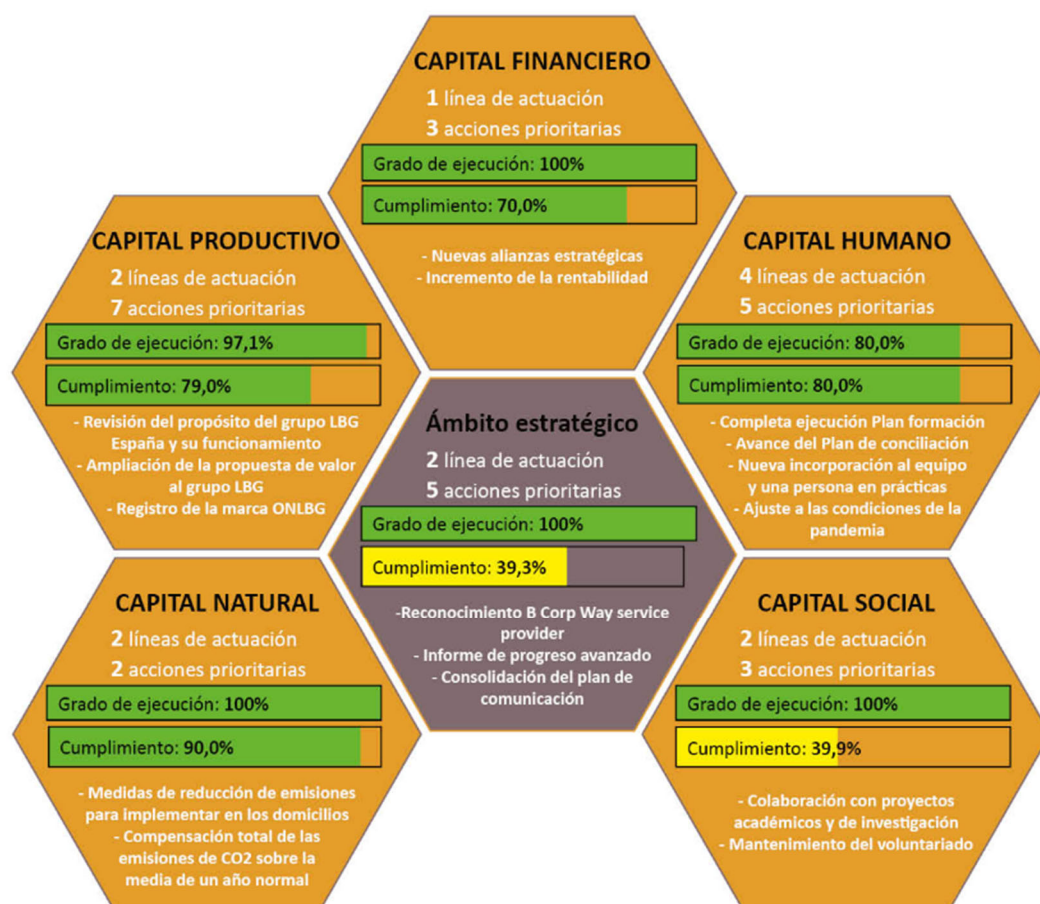 CAPITAL FINANCIERO
1 línea de actuación
3 acciones prioritarias
Grado de ejecución: 100%
Cumplimiento: 70,0%
- Nuevas alianzas estratégicas
- Incremento de la rentabilidad
CAPITAL PRODUCTIVO
2 líneas de actuación
7 acciones prioritarias
Grado de ejecución: 97,1%
Cumplimiento: 79,0%
- Revisión del propósito del grupo LBG
España y su funcionamiento
- Ampliación de la propuesta de valor
al grupo LBG
- Registro de la marca ONLBG
CAPITAL HUMANO
4 líneas de actuación
5 acciones prioritarias
Grado de ejecución: 80,0%
Cumplimiento: 80,0%
- Completa ejecución Plan formación
- Avance del Plan de conciliación
- Nueva incorporación al equipo
y una persona en prácticas
- Ajuste a las condiciones de la
pandemia
Ámbito estratégico
2 línea de actuación
5 acciones prioritarias
Grado de ejecución: 100%
Cumplimiento: 39,3%
-Reconocimiento B Corp Way service
provider
- Informe de progreso avanzado
- Consolidación del plan de
comunicación
CAPITAL NATURAL
2 líneas de actuación
2 acciones prioritarias
Grado de ejecución: 100%
Cumplimiento: 90,0%
- Medidas de reducción de emisiones
para implementar en los domicilios
- Compensación total de las
emisiones de CO2 sobre la
media de un año normal
CAPITAL SOCIAL
2 líneas de actuación
3 acciones prioritarias
Grado de ejecución: 100%
Cumplimiento: 39,9%
- Colaboración con proyectos
académicos y de investigación
- Mantenimiento del voluntariado